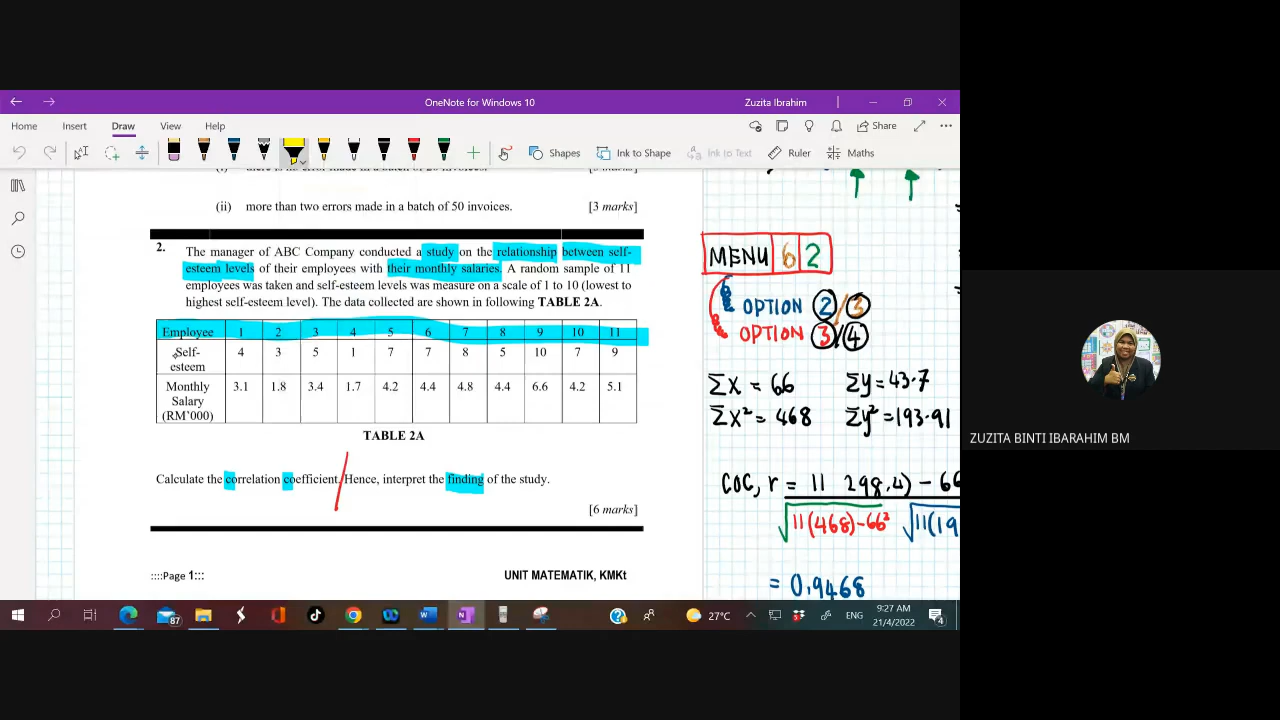 OneNote for Windows 10
Zuzita Ibrahim
Home Insert Draw View Help
Share
Shapes Ink to Shape Ink to Text Ruler Maths
(ii) more than two errors made in a batch of 50 invoices. [3 marks]
2. The manager of ABC Company conducted a study on the relationship between self-
esteem levels of their employees with their monthly salaries. A random sample of 11
employees was taken and self-esteem levels was measure on a scale of 1 to 10 (lowest to
highest self-esteem level). The data collected are shown in following TABLE 2A.
Employee 1 2 3 4 5 6 7 8 9 10 11
Self-
esteem
4 3 5 1 7 7 8 5 10 7 9
Monthly
Salary
(RM'000)
3.1 1.8 3.4 1.7 4.2 4.4 4.8 4.4 6.6 4.2 5.1
TABLE 2A
Calculate the correlation coefficient. Hence, interpret the finding of the study.
[6 marks]
::::Page 1::: UNIT MATEMATIK, KMKt
MENU 6 2
OPTION 2/3
OPTION 3/4
Σx = 66 Σy = 43.7
Σx² = 468 Σy² = 193.91
COC, r = 11 298.4) - 66
√11(468)-66² √11(19
= 0.9468
ZUZITA BINTI IBARAHIM BM
87
27°C
ENG
9:27 AM
21/4/2022
4